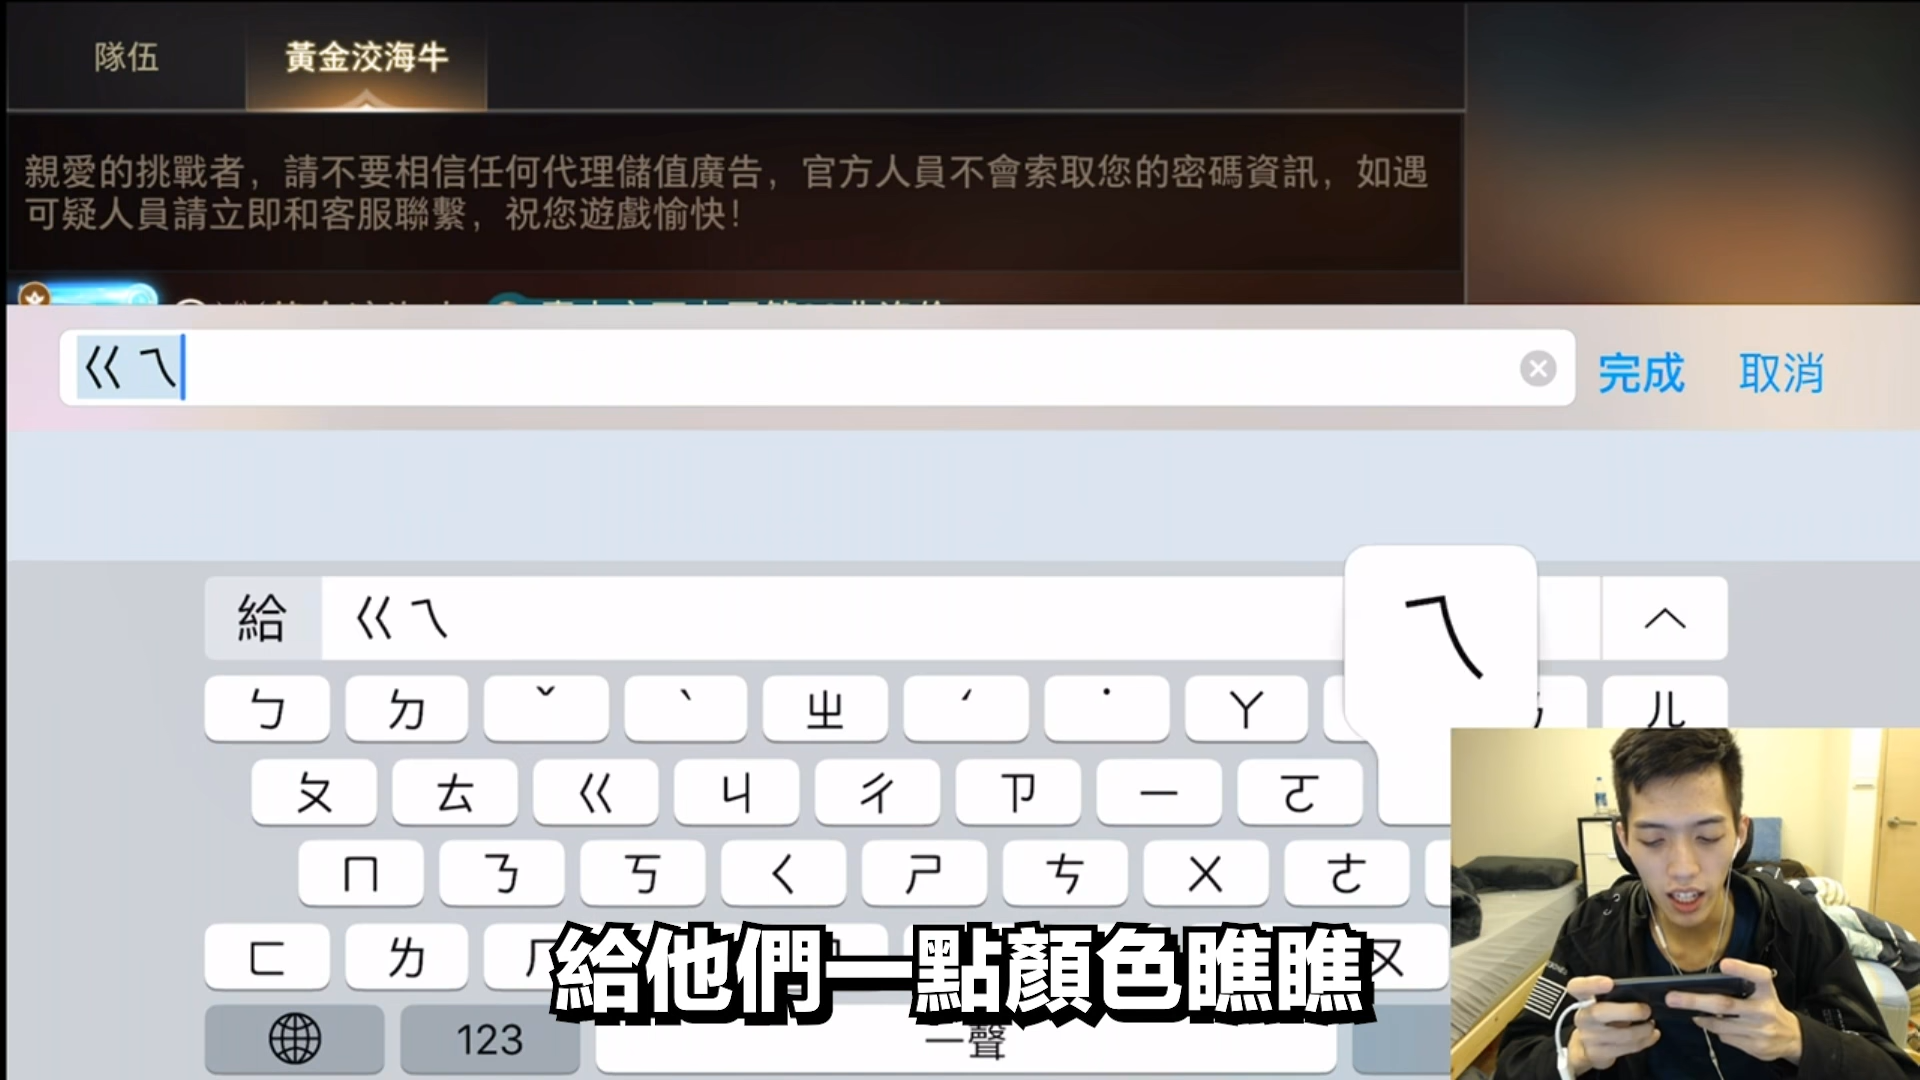 隊伍 黃金洨海牛
親愛的挑戰者，請不要相信任何代理儲值廣告，官方人員不會索取您的密碼資訊，如遇
可疑人員請立即和客服聯繫，祝您遊戲愉快！
ㄍㄟ 完成 取消
給 ㄍㄟ ㄟ
ㄅ ㄉ ˇ ˋ ㄓ ˊ ˙ ㄚ ㄦ
ㄆ ㄊ ㄍ ㄐ ㄔ ㄗ ㄧ ㄛ
ㄇ ㄋ ㄎ ㄑ ㄕ ㄘ ㄨ ㄜ
ㄈ ㄌ ㄏ ㄡ
給他們一點顏色瞧瞧
123 一聲